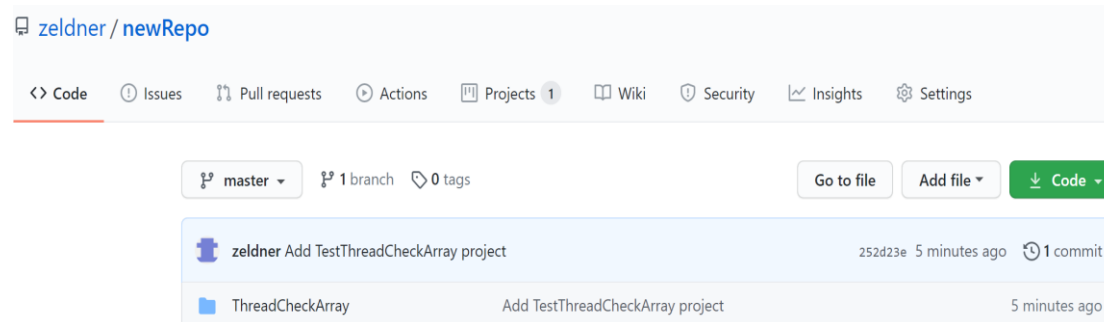 zeldner / newRepo
Code Issues Pull requests Actions Projects 1 Wiki Security Insights Settings
master 1 branch 0 tags Go to file Add file Code
zeldner Add TestThreadCheckArray project 252d23e 5 minutes ago 1 commit
ThreadCheckArray Add TestThreadCheckArray project 5 minutes ago